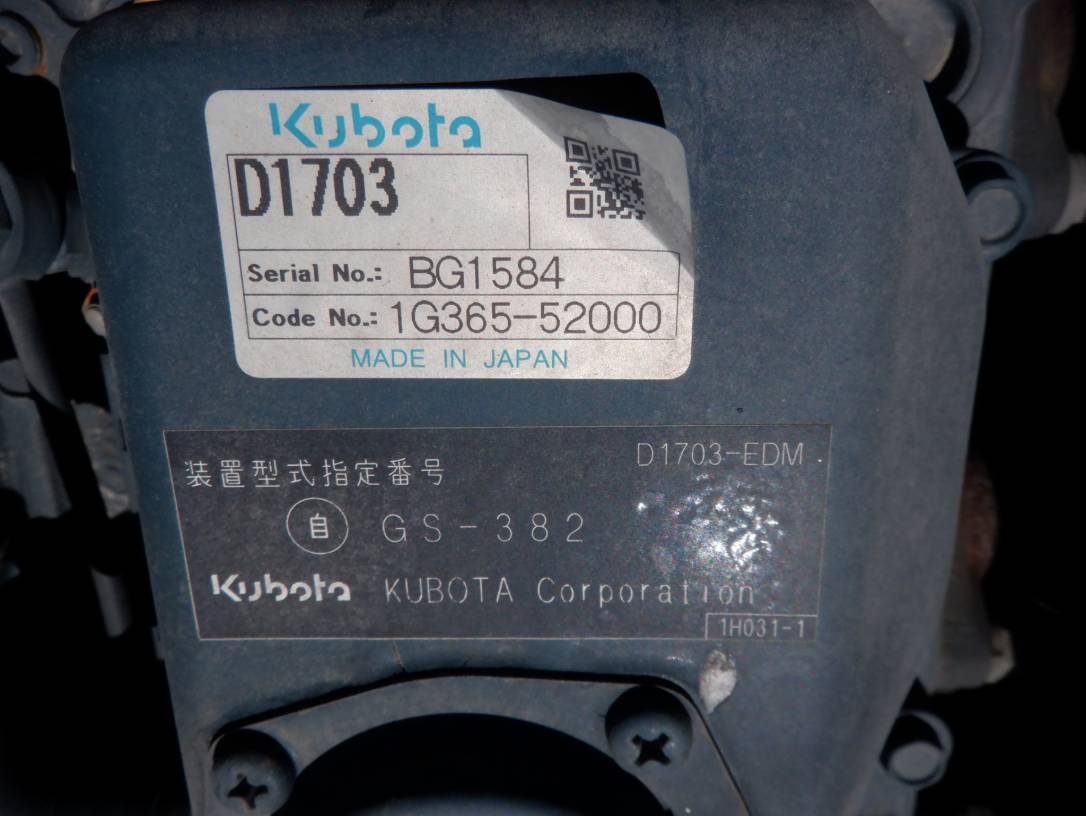 Kubota
D1703
Serial No.: BG1584
Code No.: 1G365-52000
MADE IN JAPAN
D1703-EDM
装置型式指定番号
自 GS-382
Kubota KUBOTA Corporation
1H031-1